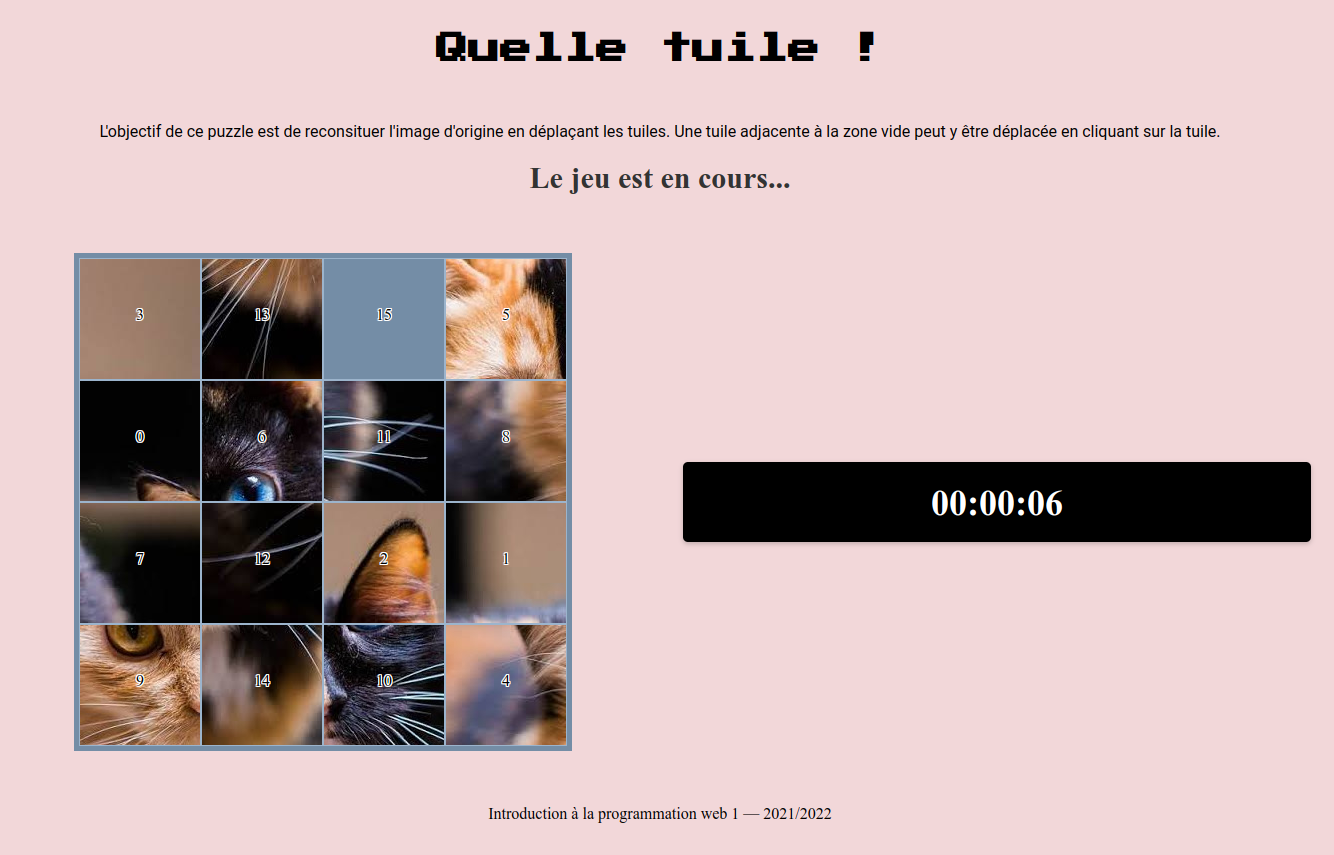 Quelle tuile !
L'objectif de ce puzzle est de reconsituer l'image d'origine en déplaçant les tuiles. Une tuile adjacente à la zone vide peut y être déplacée en cliquant sur la tuile.
Le jeu est en cours...
3 13 15 5
0 6 11 8
7 12 2 1
9 14 10 4
00:00:06
Introduction à la programmation web 1 — 2021/2022